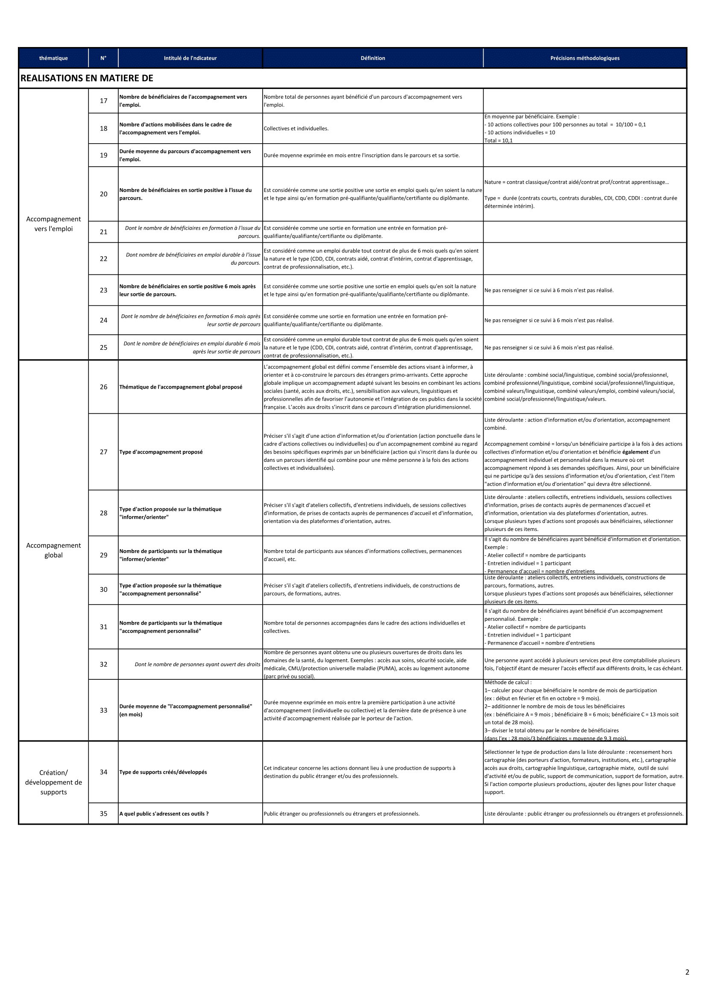 thématique
N°
Intitulé de l'ndicateur
Définition
Précisions méthodologiques
REALISATIONS EN MATIERE DE
Accompagnement
vers l'emploi
17
Nombre de bénéficiaires de l'accompagnement vers
l'emploi.
Nombre total de personnes ayant bénéficié d'un parcours d'accompagnement vers
l'emploi.
18
Nombre d'actions mobilisées dans le cadre de
l'accompagnement vers l'emploi.
Collectives et individuelles.
En moyenne par bénéficiaire. Exemple :
- 10 actions collectives pour 100 personnes au total  =  10/100 = 0,1
- 10 actions individuelles = 10
Total = 10,1
19
Durée moyenne du parcours d'accompagnement vers
l'emploi.
Durée moyenne exprimée en mois entre l'inscription dans le parcours et sa sortie.
20
Nombre de bénéficiaires en sortie positive à l'issue du
parcours.
Est considérée comme une sortie positive une sortie en emploi quels qu'en soient la nature
et le type ainsi qu'en formation pré-qualifiante/qualifiante/certifiante ou diplômante.
Nature = contrat classique/contrat aidé/contrat prof/contrat apprentissage…
Type =  durée (contrats courts, contrats durables, CDI, CDD, CDDI : contrat durée
déterminée intérim).
21
Dont le nombre de bénéficiaires en formation à l'issue du
parcours.
Est considérée comme une sortie en formation une entrée en formation pré-
qualifiante/qualifiante/certifiante ou diplômante.
22
Dont nombre de bénéficiaires en emploi durable à l'issue
du parcours.
Est considéré comme un emploi durable tout contrat de plus de 6 mois quels qu'en soient
la nature et le type (CDD, CDI, contrats aidé, contrat d'intérim, contrat d'apprentissage,
contrat de professionnalisation, etc.).
23
Nombre de bénéficiaires en sortie positive 6 mois après
leur sortie de parcours.
Est considérée comme une sortie positive une sortie en emploi quels qu'en soit la nature
et le type ainsi qu'en formation pré-qualifiante/qualifiante/certifiante ou diplômante.
Ne pas renseigner si ce suivi à 6 mois n'est pas réalisé.
24
Dont le nombre de bénéficiaires en formation 6 mois après
leur sortie de parcours
Est considérée comme une sortie en formation une entrée en formation pré-
qualifiante/qualifiante/certifiante ou diplômante.
Ne pas renseigner si ce suivi à 6 mois n'est pas réalisé.
25
Dont le nombre de bénéficiaires en emploi durable 6 mois
après leur sortie de parcours
Est considéré comme un emploi durable tout contrat de plus de 6 mois quels qu'en soient
la nature et le type (CDD, CDI, contrats aidé, contrat d'intérim, contrat d'apprentissage,
contrat de professionnalisation, etc.).
Ne pas renseigner si ce suivi à 6 mois n'est pas réalisé.
Accompagnement
global
26
Thématique de l'accompagnement global proposé
L’accompagnement global est défini comme l’ensemble des actions visant à informer, à
orienter et à co-construire le parcours des étrangers primo-arrivants. Cette approche
globale implique un accompagnement adapté suivant les besoins en combinant les actions
sociales (santé, accès aux droits, etc.), sensibilisation aux valeurs, linguistiques et
professionnelles afin de favoriser l’autonomie et l’intégration de ces publics dans la société
française. L’accès aux droits s’inscrit dans ce parcours d’intégration pluridimensionnel.
Liste déroulante : combiné social/linguistique, combiné social/professionnel,
combiné professionnel/linguistique, combiné social/professionnel/linguistique,
combiné valeurs/linguistique, combiné valeurs/emploi, combiné valeurs/social,
combiné social/professionnel/linguistique/valeurs.
27
Type d'accompagnement proposé
Préciser s'il s'agit d'une action d'information et/ou d'orientation (action ponctuelle dans le
cadre d'actions collectives ou individuelles) ou d'un accompagnement combiné au regard
des besoins spécifiques exprimés par un bénéficiaire (action qui s'inscrit dans la durée ou
dans un parcours identifié qui combine pour une même personne à la fois des actions
collectives et individualisées).
Liste déroulante : action d'information et/ou d'orientation, accompagnement
combiné.
Accompagnement combiné = lorsqu'un bénéficiaire participe à la fois à des actions
collectives d'information et/ou d'orientation et bénéficie également d'un
accompagnement individuel et personnalisé dans la mesure où cet
accompagnement répond à ses demandes spécifiques. Ainsi, pour un bénéficiaire
qui ne participe qu'à des sessions d'information et/ou d'orientation, c'est l'item
"action d'information et/ou d'orientation" qui devra être sélectionné.
28
Type d'action proposée sur la thématique
"informer/orienter"
Préciser s'il s'agit d'ateliers collectifs, d'entretiens individuels, de sessions collectives
d'information, de prises de contacts auprès de permanences d'accueil et d'information,
orientation via des plateformes d'orientation, autres.
Liste déroulante : ateliers collectifs, entretiens individuels, sessions collectives
d'information, prises de contacts auprès de permanences d'accueil et
d'information, orientation via des plateformes d'orientation, autres.
Lorsque plusieurs types d'actions sont proposés aux bénéficiaires, sélectionner
plusieurs de ces items.
29
Nombre de participants sur la thématique
"informer/orienter"
Nombre total de participants aux séances d’informations collectives, permanences
d'accueil, etc.
Il s'agit du nombre de bénéficiaires ayant bénéficié d'information et d'orientation.
Exemple :
- Atelier collectif = nombre de participants
- Entretien individuel = 1 participant
- Permanence d'accueil = nombre d'entretiens
30
Type d'action proposée sur la thématique
"accompagnement personnalisé"
Préciser s'il s'agit d'ateliers collectifs, d'entretiens individuels, de constructions de
parcours, de formations, autres.
Liste déroulante : ateliers collectifs, entretiens individuels, constructions de
parcours, formations, autres.
Lorsque plusieurs types d'actions sont proposés aux bénéficiaires, sélectionner
plusieurs de ces items.
31
Nombre de participants sur la thématique
"accompagnement personnalisé"
Nombre total de personnes accompagnées dans le cadre des actions individuelles et
collectives.
Il s'agit du nombre de bénéficiaires ayant bénéficié d'un accompagnement
personnalisé. Exemple :
- Atelier collectif = nombre de participants
- Entretien individuel = 1 participant
- Permanence d'accueil = nombre d'entretiens
32
Dont le nombre de personnes ayant ouvert des droits
Nombre de personnes ayant obtenu une ou plusieurs ouvertures de droits dans les
domaines de la santé, du logement. Exemples : accès aux soins, sécurité sociale, aide
médicale, CMU/protection universelle maladie (PUMA), accès au logement autonome
(parc privé ou social).
Une personne ayant accédé à plusieurs services peut être comptabilisée plusieurs
fois, l'objectif étant de mesurer l'accès effectif aux différents droits, le cas échéant.
33
Durée moyenne de "l'accompagnement personnalisé"
(en mois)
Durée moyenne exprimée en mois entre la première participation à une activité
d'accompagnement (individuelle ou collective) et la dernière date de présence à une
activité d’accompagnement réalisée par le porteur de l'action.
Méthode de calcul :
1– calculer pour chaque bénéficiaire le nombre de mois de participation
(ex : début en février et fin en octobre = 9 mois).
2– additionner le nombre de mois de tous les bénéficiaires
(ex : bénéficiaire A = 9 mois ; bénéficiaire B = 6 mois; bénéficiaire C = 13 mois soit
un total de 28 mois).
3– diviser le total obtenu par le nombre de bénéficiaires
(dans l'ex : 28 mois/3 bénéficiaires = moyenne de 9,3 mois).
Création/
développement de
supports
34
Type de supports créés/développés
Cet indicateur concerne les actions donnant lieu à une production de supports à
destination du public étranger et/ou des professionnels.
Sélectionner le type de production dans la liste déroulante : recensement hors
cartographie (des porteurs d'action, formateurs, institutions, etc.), cartographie
accès aux droits, cartographie linguistique, cartographie mixte,  outil de suivi
d'activité et/ou de public, support de communication, support de formation, autre.
Si l'action comporte plusieurs productions, ajouter des lignes pour lister chaque
support.
35
A quel public s'adressent ces outils ?
Public étranger ou professionnels ou étrangers et professionnels.
Liste déroulante : public étranger ou professionnels ou étrangers et professionnels.
2